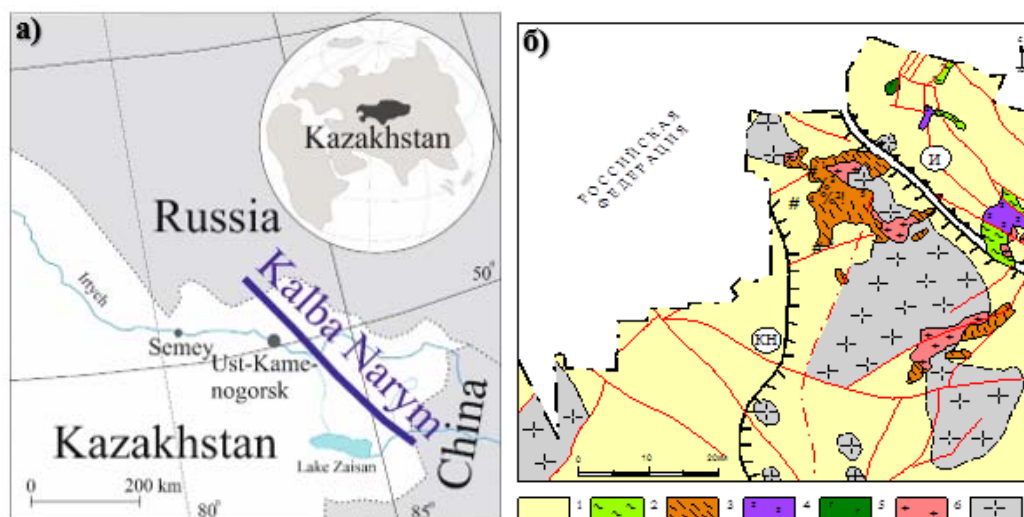 а)
Kazakhstan
Russia
Kalba Narym
50°
Irtych
Semey
Ust-Kame-
nogorsk
China
Kazakhstan
Lake Zaisan
0 200 km
80°
85°
б)
РОССИЙСКАЯ
ФЕДЕРАЦИЯ
И
#
КН
0 10 20км
1 2 3 4 5 6